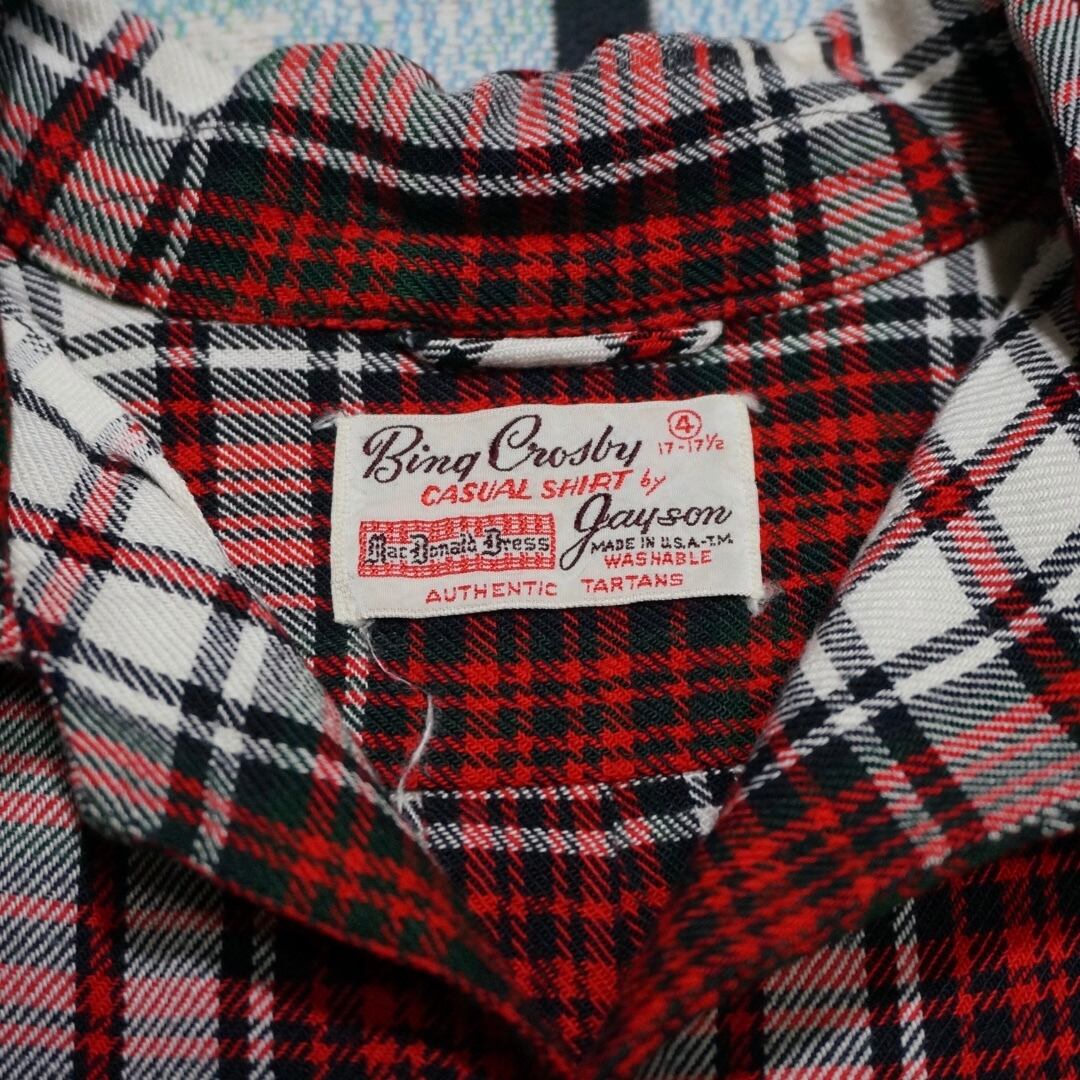 Bing Crosby
4
17-17½
CASUAL SHIRT by
Jayson
MacDonald Dress
MADE IN U.S.A.-T.M.
WASHABLE
AUTHENTIC TARTANS